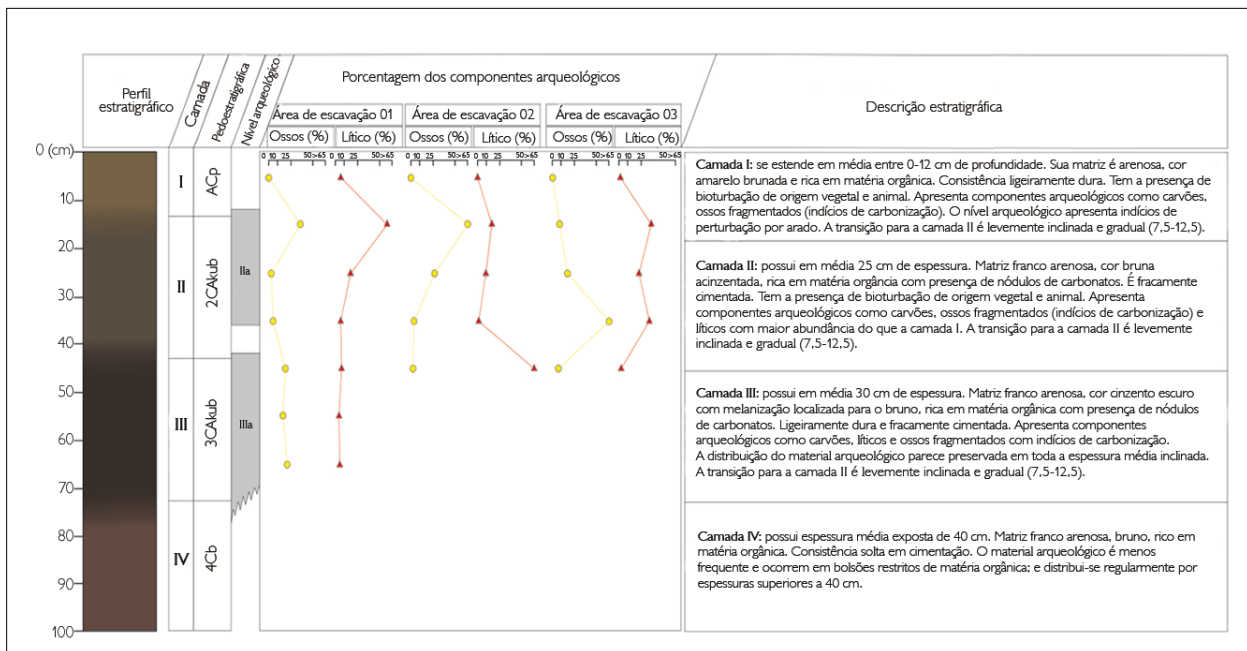 Perfil
estratigráfico
Camada
Pedoestratigráfica
Nível arqueológico
Porcentagem dos componentes arqueológicos
Descrição estratigráfica
Área de escavação 01
Área de escavação 02
Área de escavação 03
Ossos (%)
Lítico (%)
Ossos (%)
Lítico (%)
Ossos (%)
Lítico (%)
0 10 25 50>65
0 10 25 50>65
0 10 25 50>65
0 10 25 50>65
0 10 25 50>65
0 10 25 50>65
0 (cm)
10
20
30
40
50
60
70
80
90
100
I
II
III
IV
ACp
2CAkub
3CAkub
4Cb
IIa
IIIa
Camada I: se estende em média entre 0-12 cm de profundidade. Sua matriz é arenosa, cor
amarelo brunada e rica em matéria orgânica. Consistência ligeiramente dura. Tem a presença de
bioturbação de origem vegetal e animal. Apresenta componentes arqueológicos como carvões,
ossos fragmentados (indícios de carbonização). O nível arqueológico apresenta indícios de
perturbação por arado. A transição para a camada II é levemente inclinada e gradual (7,5-12,5).
Camada II: possui em média 25 cm de espessura. Matriz franco arenosa, cor bruna
acinzentada, rica em matéria orgância com presença de nódulos de carbonatos. É fracamente
cimentada. Tem a presença de bioturbação de origem vegetal e animal. Apresenta
componentes arqueológicos como carvões, ossos fragmentados (indícios de carbonização) e
líticos com maior abundância do que a camada I. A transição para a camada II é levemente
inclinada e gradual (7,5-12,5).
Camada III: possui em média 30 cm de espessura. Matriz franco arenosa, cor cinzento escuro
com melanização localizada para o bruno, rica em matéria orgânica com presença de nódulos
de carbonatos. Ligeiramente dura e fracamente cimentada. Apresenta componentes
arqueológicos como carvões, líticos e ossos fragmentados com indícios de carbonização.
A distribuição do material arqueológico parece preservada em toda a espessura média inclinada.
A transição para a camada II é levemente inclinada e gradual (7,5-12,5).
Camada IV: possui espessura média exposta de 40 cm. Matriz franco arenosa, bruno, rico em
matéria orgânica. Consistência solta em cimentação. O material arqueológico é menos
frequente e ocorrem em bolsões restritos de matéria orgânica; e distribui-se regularmente por
espessuras superiores a 40 cm.